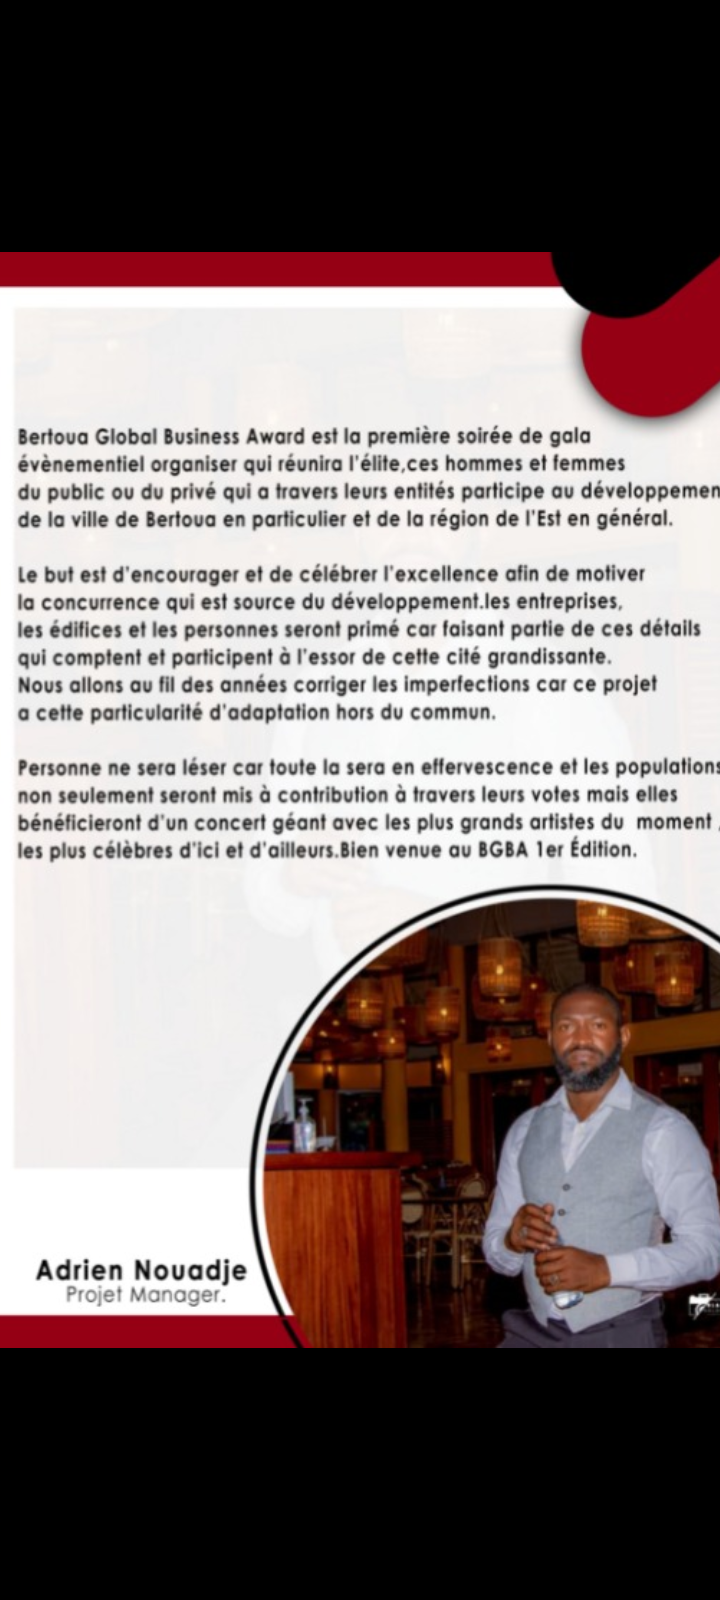 Bertoua Global Business Award est la première soirée de gala
évènementiel organiser qui réunira l'élite,ces hommes et femmes
du public ou du privé qui a travers leurs entités participe au développemen
de la ville de Bertoua en particulier et de la région de l'Est en général.
Le but est d'encourager et de célébrer l'excellence afin de motiver
la concurrence qui est source du développement.les entreprises,
les édifices et les personnes seront primé car faisant partie de ces détails
qui comptent et participent à l'essor de cette cité grandissante.
Nous allons au fil des années corriger les imperfections car ce projet
a cette particularité d'adaptation hors du commun.
Personne ne sera léser car toute la sera en effervescence et les populations
non seulement seront mis à contribution à travers leurs votes mais elles
bénéficieront d'un concert géant avec les plus grands artistes du moment ,
les plus célèbres d'ici et d'ailleurs.Bien venue au BGBA 1er Édition.
Adrien Nouadje
Projet Manager.